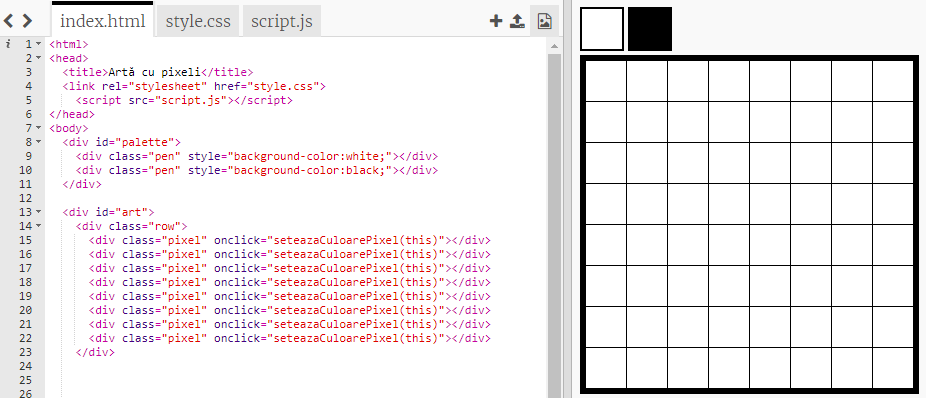 index.html style.css script.js
i 1 <html>
2 <head>
3 <title>Artă cu pixeli</title>
4 <link rel="stylesheet" href="style.css">
5 <script src="script.js"></script>
6 </head>
7 <body>
8 <div id="palette">
9 <div class="pen" style="background-color:white;"></div>
10 <div class="pen" style="background-color:black;"></div>
11 </div>
12
13 <div id="art">
14 <div class="row">
15 <div class="pixel" onclick="seteazaCuloarePixel(this)"></div>
16 <div class="pixel" onclick="seteazaCuloarePixel(this)"></div>
17 <div class="pixel" onclick="seteazaCuloarePixel(this)"></div>
18 <div class="pixel" onclick="seteazaCuloarePixel(this)"></div>
19 <div class="pixel" onclick="seteazaCuloarePixel(this)"></div>
20 <div class="pixel" onclick="seteazaCuloarePixel(this)"></div>
21 <div class="pixel" onclick="seteazaCuloarePixel(this)"></div>
22 <div class="pixel" onclick="seteazaCuloarePixel(this)"></div>
23 </div>
24
25
26